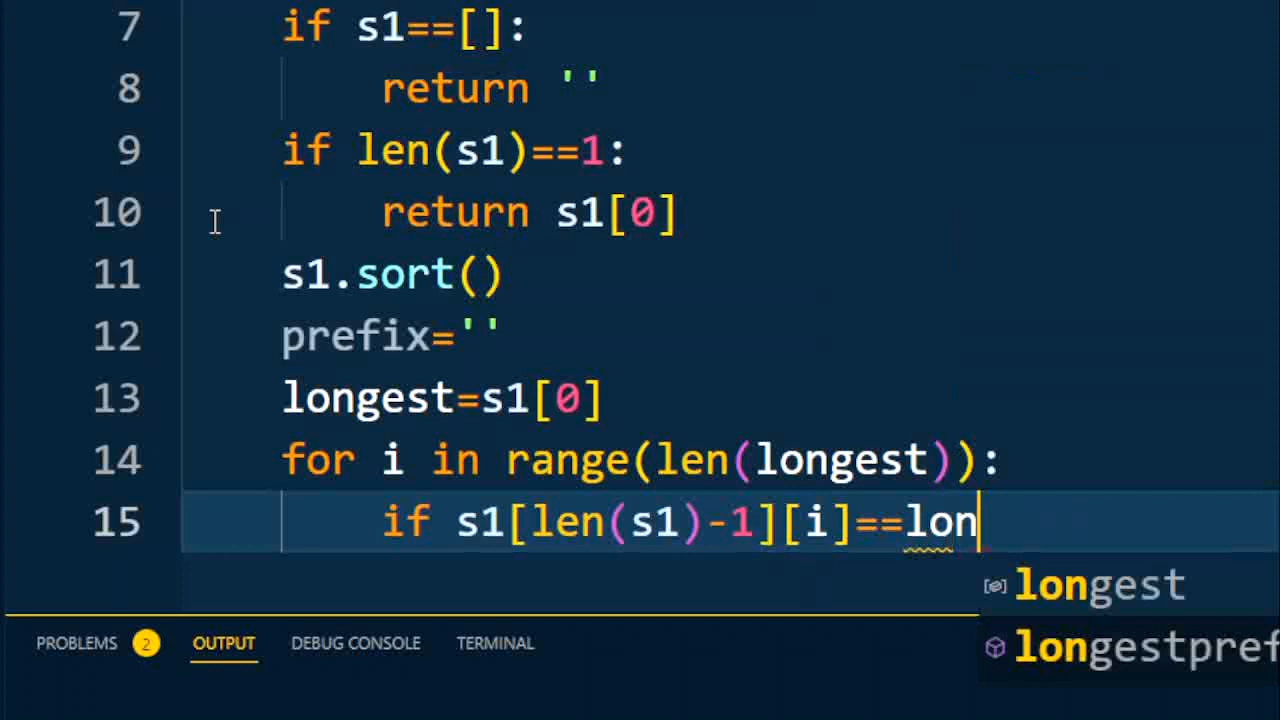 7 if s1==[]:
8 return ''
9 if len(s1)==1:
10 return s1[0]
11 s1.sort()
12 prefix=''
13 longest=s1[0]
14 for i in range(len(longest)):
15 if s1[len(s1)-1][i]==lon
longest
longestpref
PROBLEMS 2 OUTPUT DEBUG CONSOLE TERMINAL